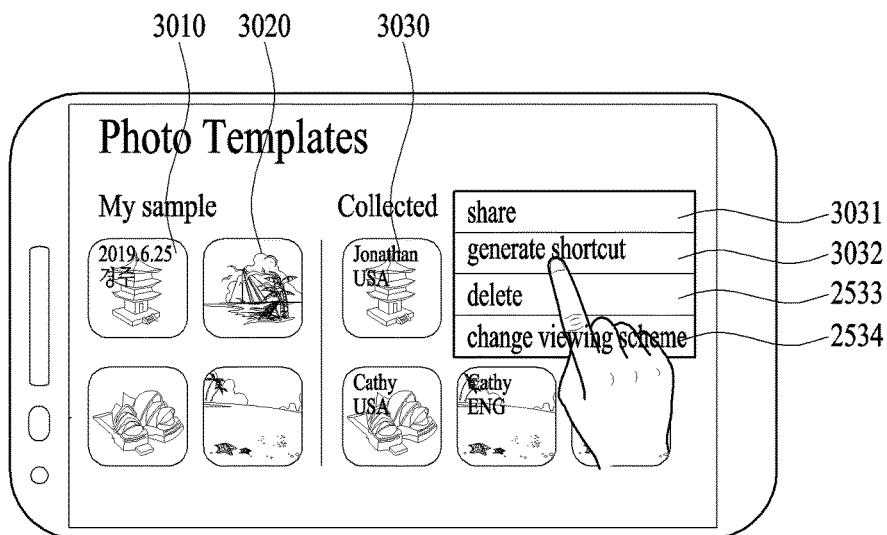 3010 3020 3030
Photo Templates
My sample
Collected
share
3031
generate shortcut
3032
delete
2533
change viewing scheme
2534
2019.6.25
경주
Jonathan
USA
Cathy
USA
Cathy
ENG